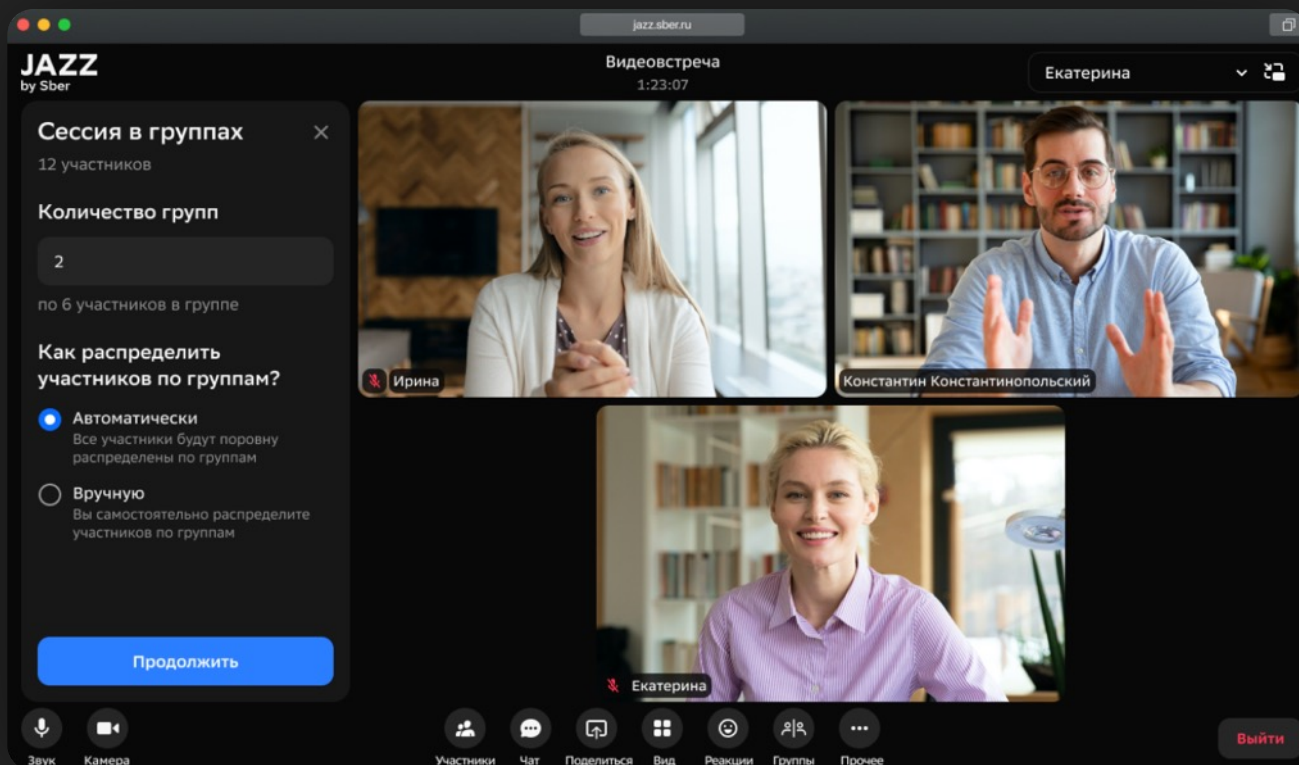 jazz.sber.ru
JAZZ
by Sber
Видеовстреча
1:23:07
Екатерина
Сессия в группах
12 участников
Количество групп
2
по 6 участников в группе
Как распределить
участников по группам?
Автоматически
Все участники будут поровну
распределены по группам
Вручную
Вы самостоятельно распределите
участников по группам
Продолжить
Ирина
Константин Константинопольский
Екатерина
Звук
Камера
Участники
Чат
Поделиться
Вид
Реакции
Группы
Прочее
Выйти